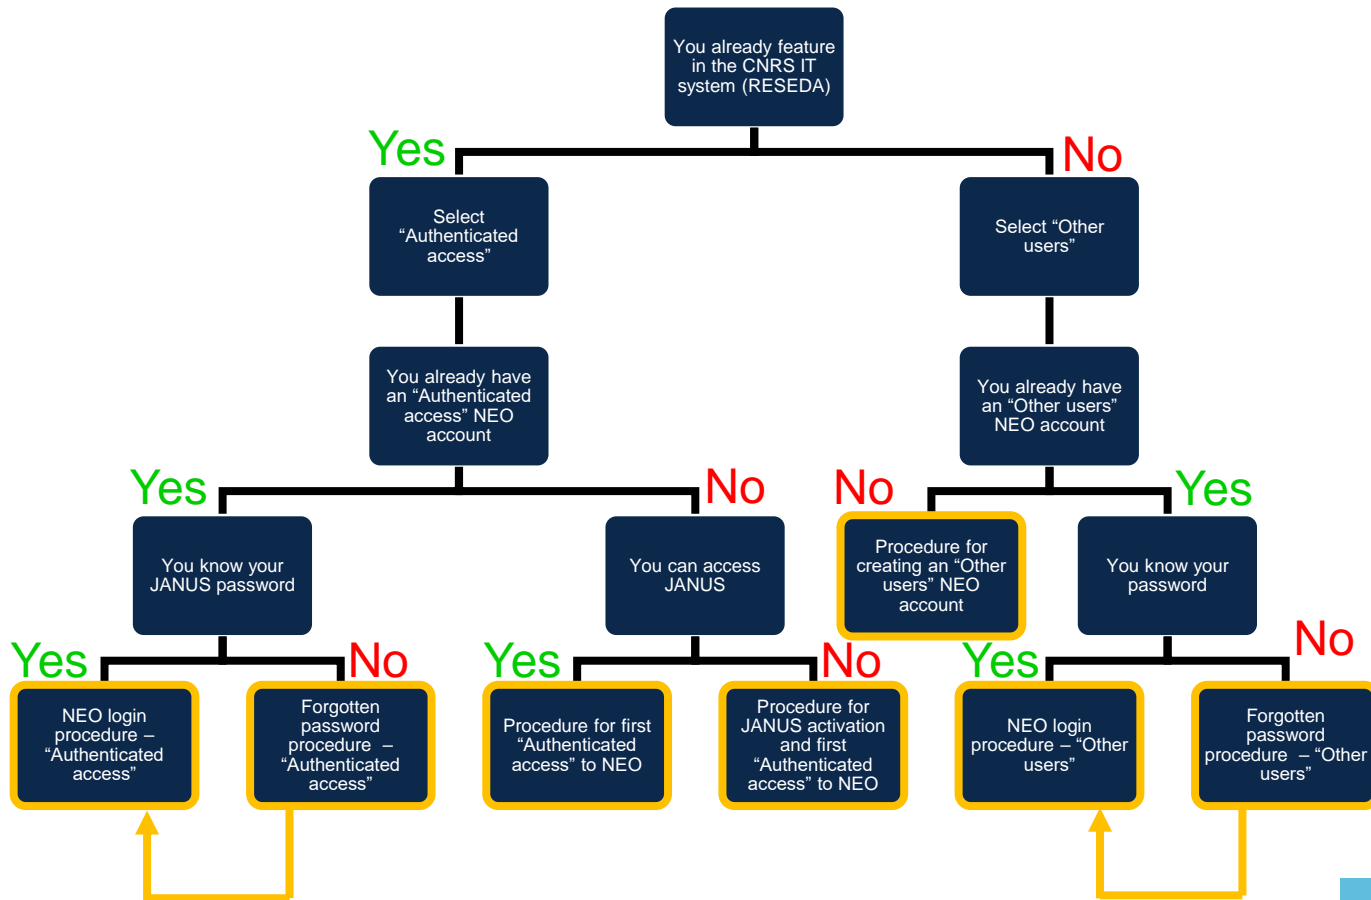 You already feature
in the CNRS IT
system (RESEDA)
Yes
No
Select
“Authenticated
access”
Select “Other
users”
You already have
an “Authenticated
access” NEO
account
You already have
an “Other users”
NEO account
Yes
No
No
Yes
You know your
JANUS password
You can access
JANUS
Procedure for
creating an “Other
users” NEO
account
You know your
password
Yes
No
Yes
No
Yes
No
NEO login
procedure –
“Authenticated
access”
Forgotten
password
procedure –
“Authenticated
access”
Procedure for first
“Authenticated
access” to NEO
Procedure for
JANUS activation
and first
“Authenticated
access” to NEO
NEO login
procedure – “Other
users”
Forgotten
password
procedure – “Other
users”